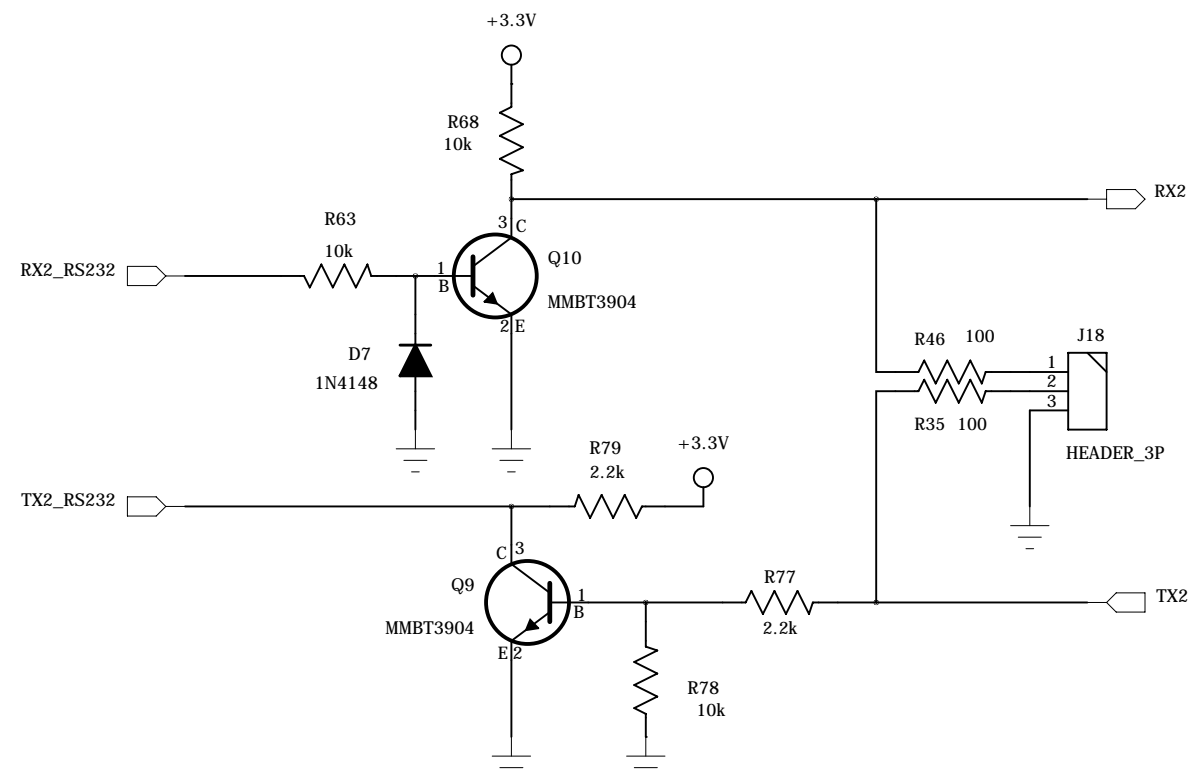 +3.3V
R68
10k
RX2
3 C
R63
10k
Q10
RX2_RS232
1
B
MMBT3904
2 E
D7
1N4148
R46 100
J18
1
2
3
R35 100
HEADER_3P
R79
2.2k
+3.3V
TX2_RS232
C 3
Q9
1
B
MMBT3904
E 2
R77
2.2k
TX2
R78
10k